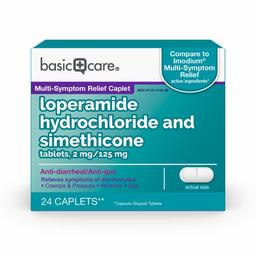 basic care®
Compare to
Imodium®
Multi-Symptom
Relief
active ingredients*
Multi-Symptom Relief Caplet
loperamide
hydrochloride and
simethicone
tablets, 2 mg/125 mg
Anti-diarrheal/Anti-gas
Relieves symptoms of diarrhea plus
• Cramps & Pressure • Bloating • Gas
actual size
24 CAPLETS**
**Capsule-Shaped Tablets